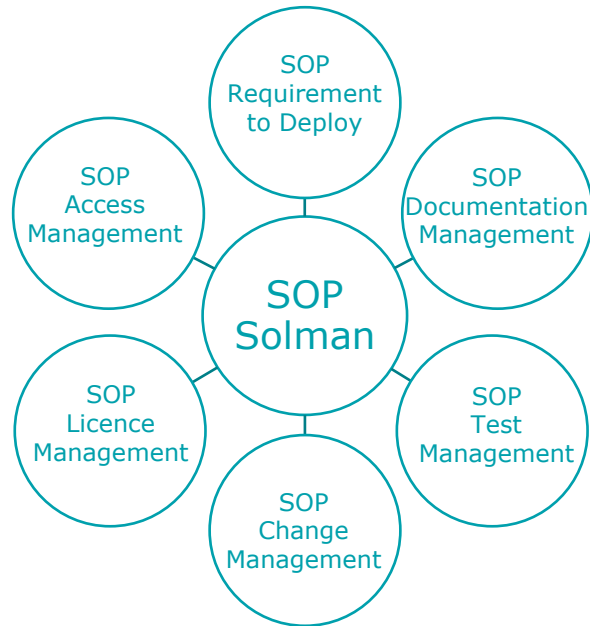 SOP
Requirement
to Deploy
SOP
Access
Management
SOP
Documentation
Management
SOP
Solman
SOP
Licence
Management
SOP
Test
Management
SOP
Change
Management